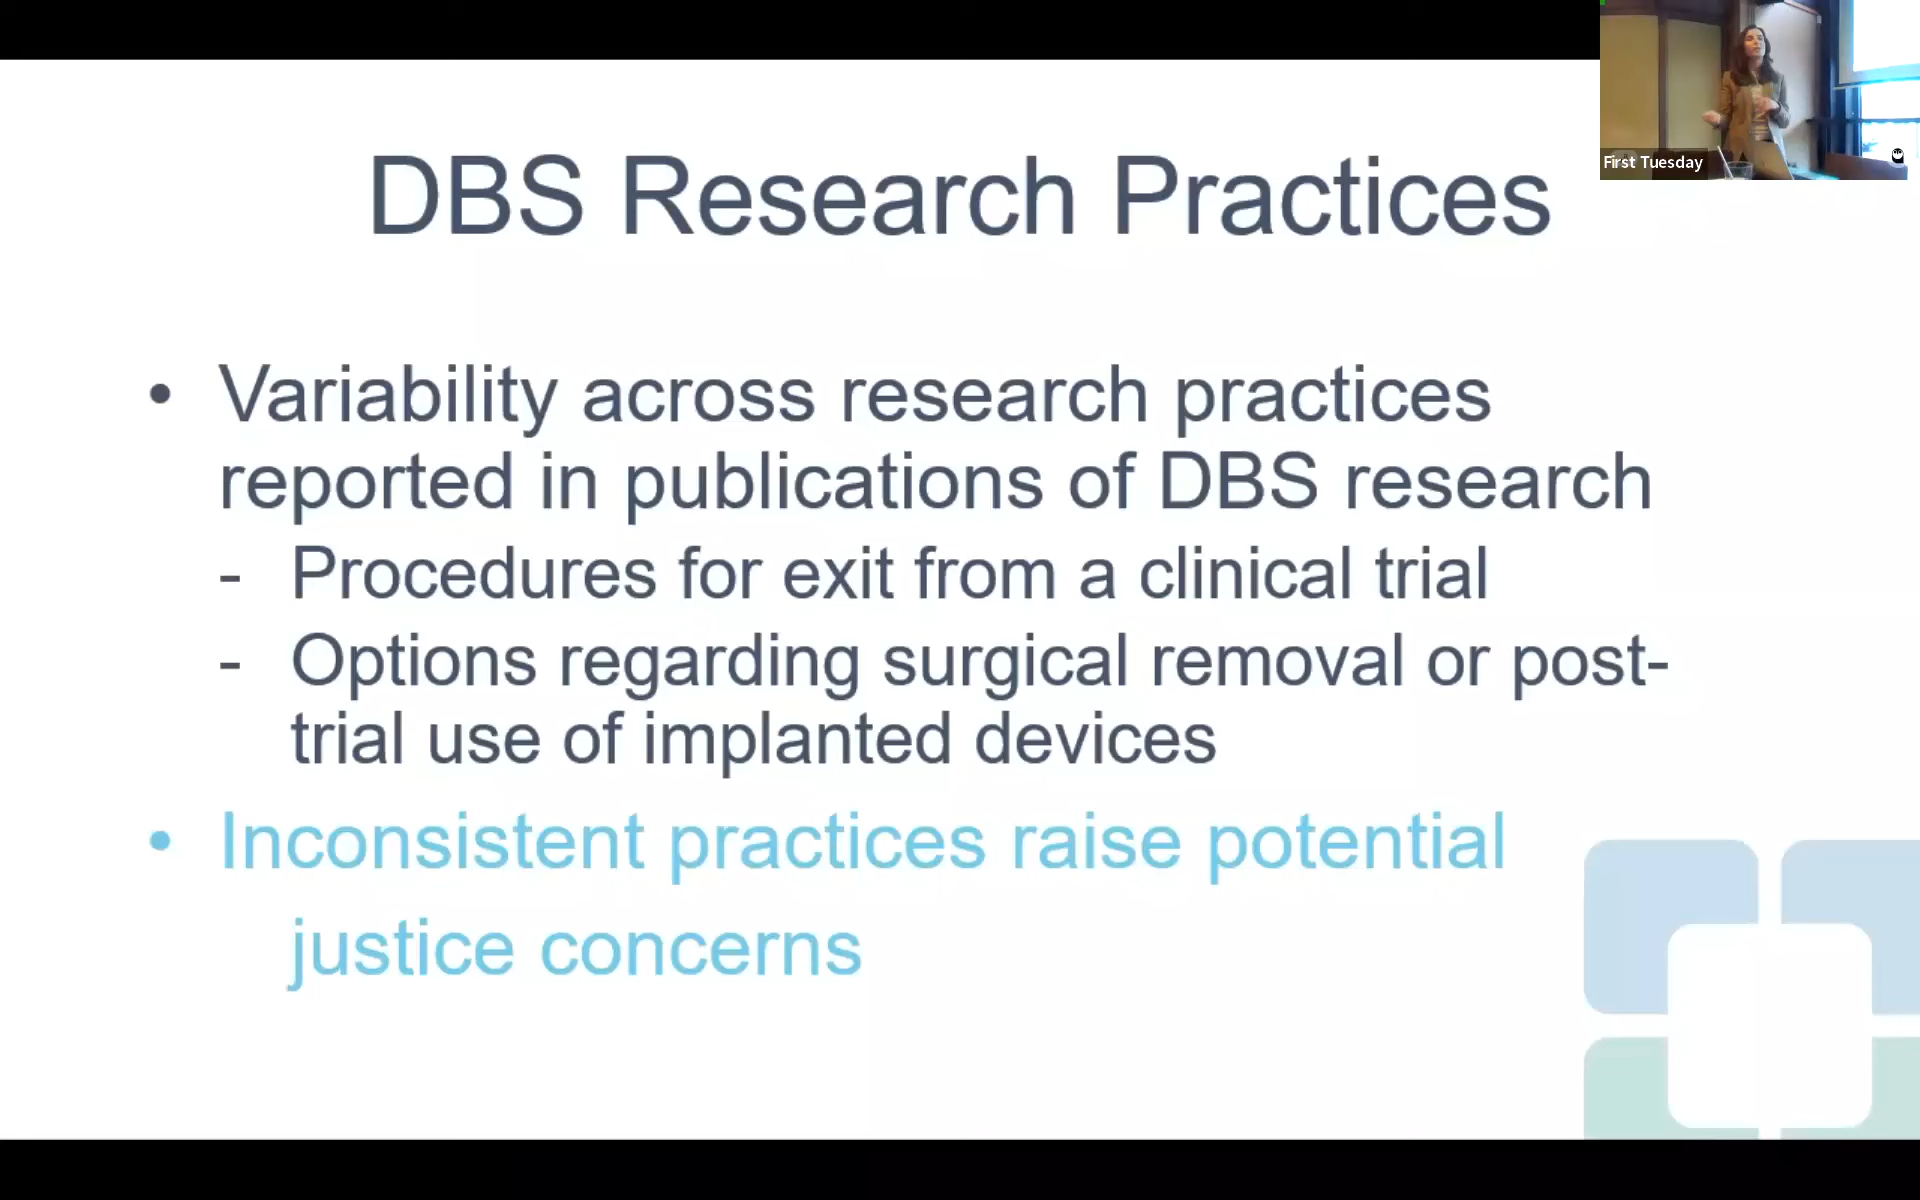 First Tuesday
DBS Research Practices
• Variability across research practices
reported in publications of DBS research
- Procedures for exit from a clinical trial
- Options regarding surgical removal or post-
trial use of implanted devices
• Inconsistent practices raise potential
justice concerns